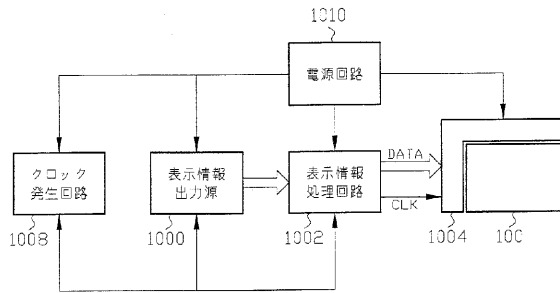 1010
電源回路
クロック
発生回路
表示情報
出力源
表示情報
処理回路
DATA
CLK
1008
1000
1002
1004
100